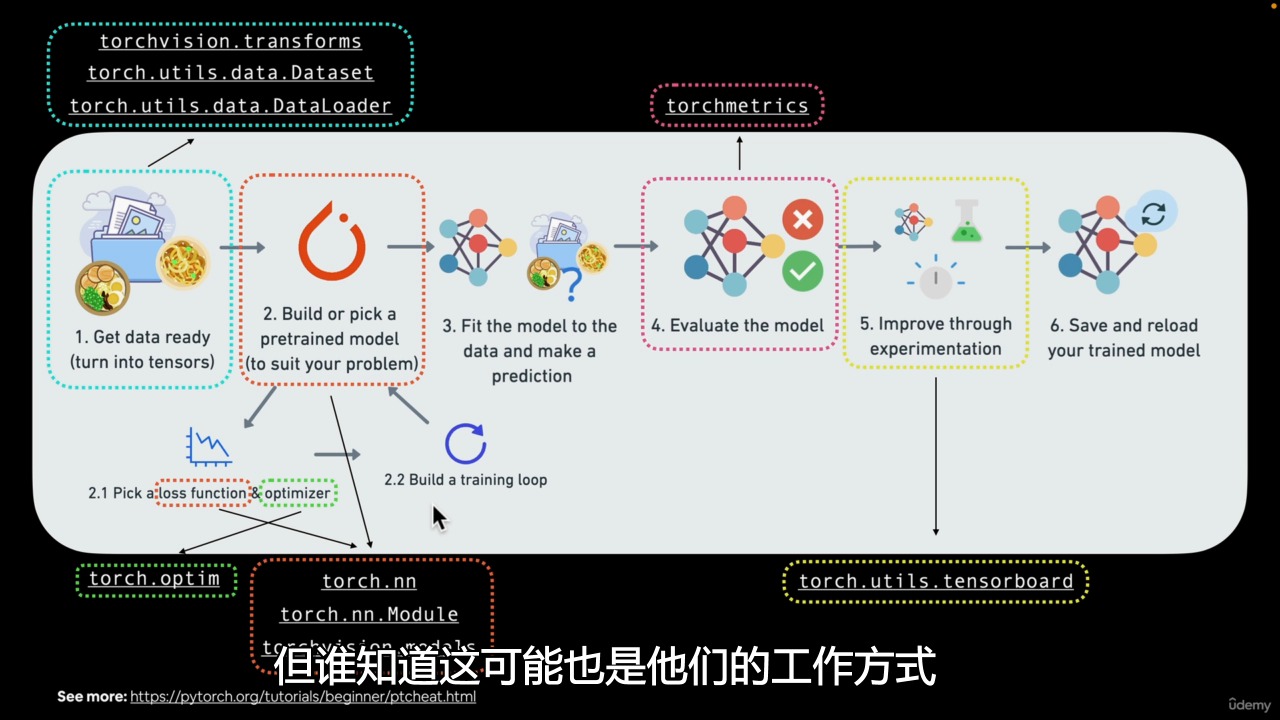 torchvision.transforms
torch.utils.data.Dataset
torch.utils.data.DataLoader
torchmetrics
1. Get data ready
(turn into tensors)
2. Build or pick a
pretrained model
(to suit your problem)
3. Fit the model to the
data and make a
prediction
4. Evaluate the model
5. Improve through
experimentation
6. Save and reload
your trained model
2.1 Pick a loss function & optimizer
2.2 Build a training loop
torch.optim
torch.nn
torch.nn.Module
torchvision.models
torch.utils.tensorboard
但谁知道这可能也是他们的工作方式
See more: https://pytorch.org/tutorials/beginner/ptcheat.html
ûdemy